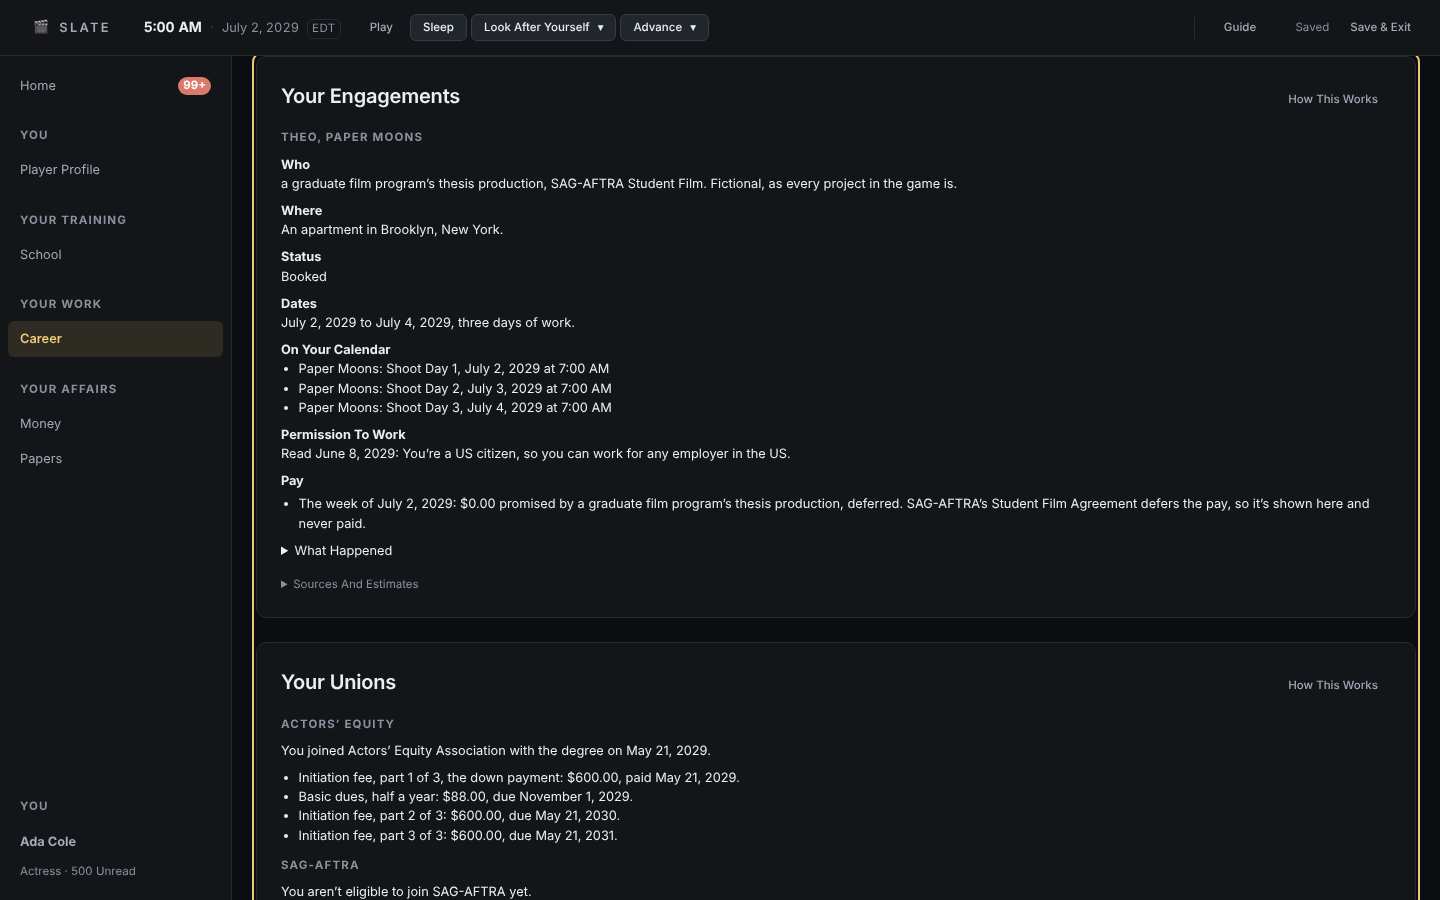 SLATE
5:00 AM · July 2, 2029 EDT
Play
Sleep
Look After Yourself ▾
Advance ▾
Guide
Saved
Save & Exit
Home
99+
YOU
Player Profile
YOUR TRAINING
School
YOUR WORK
Career
YOUR AFFAIRS
Money
Papers
YOU
Ada Cole
Actress · 500 Unread
Your Engagements
How This Works
THEO, PAPER MOONS
Who
a graduate film program’s thesis production, SAG-AFTRA Student Film. Fictional, as every project in the game is.
Where
An apartment in Brooklyn, New York.
Status
Booked
Dates
July 2, 2029 to July 4, 2029, three days of work.
On Your Calendar
• Paper Moons: Shoot Day 1, July 2, 2029 at 7:00 AM
• Paper Moons: Shoot Day 2, July 3, 2029 at 7:00 AM
• Paper Moons: Shoot Day 3, July 4, 2029 at 7:00 AM
Permission To Work
Read June 8, 2029: You’re a US citizen, so you can work for any employer in the US.
Pay
• The week of July 2, 2029: $0.00 promised by a graduate film program’s thesis production, deferred. SAG-AFTRA’s Student Film Agreement defers the pay, so it’s shown here and
never paid.
▶ What Happened
▶ Sources And Estimates
Your Unions
How This Works
ACTORS’ EQUITY
You joined Actors’ Equity Association with the degree on May 21, 2029.
• Initiation fee, part 1 of 3, the down payment: $600.00, paid May 21, 2029.
• Basic dues, half a year: $88.00, due November 1, 2029.
• Initiation fee, part 2 of 3: $600.00, due May 21, 2030.
• Initiation fee, part 3 of 3: $600.00, due May 21, 2031.
SAG-AFTRA
You aren’t eligible to join SAG-AFTRA yet.